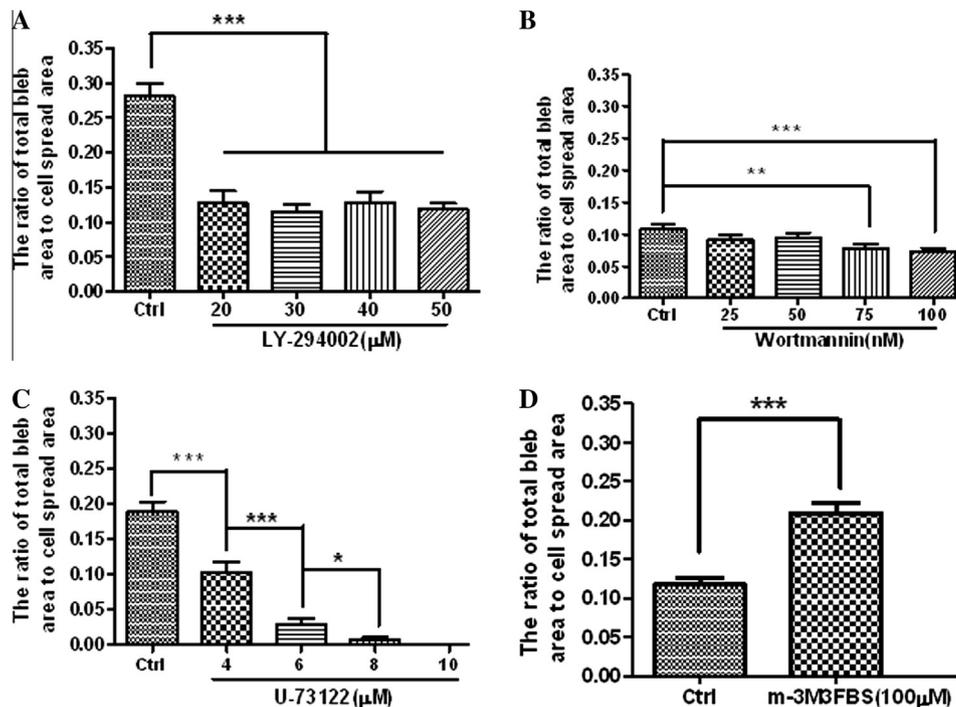 A
***
The ratio of total bleb
area to cell spread area
0.35
0.30
0.25
0.20
0.15
0.10
0.05
0.00
Ctrl 20 30 40 50
LY-294002(μM)
B
***
**
The ratio of total bleb
area to cell spread area
0.35
0.30
0.25
0.20
0.15
0.10
0.05
0.00
Ctrl 25 50 75 100
Wortmannin(nM)
C
***
***
*
The ratio of total bleb
area to cell spread area
0.35
0.30
0.25
0.20
0.15
0.10
0.05
0.00
Ctrl 4 6 8 10
U-73122(μM)
D
***
The ratio of total bleb
area to cell spread area
0.35
0.30
0.25
0.20
0.15
0.10
0.05
0.00
Ctrl m-3M3FBS(100μM)